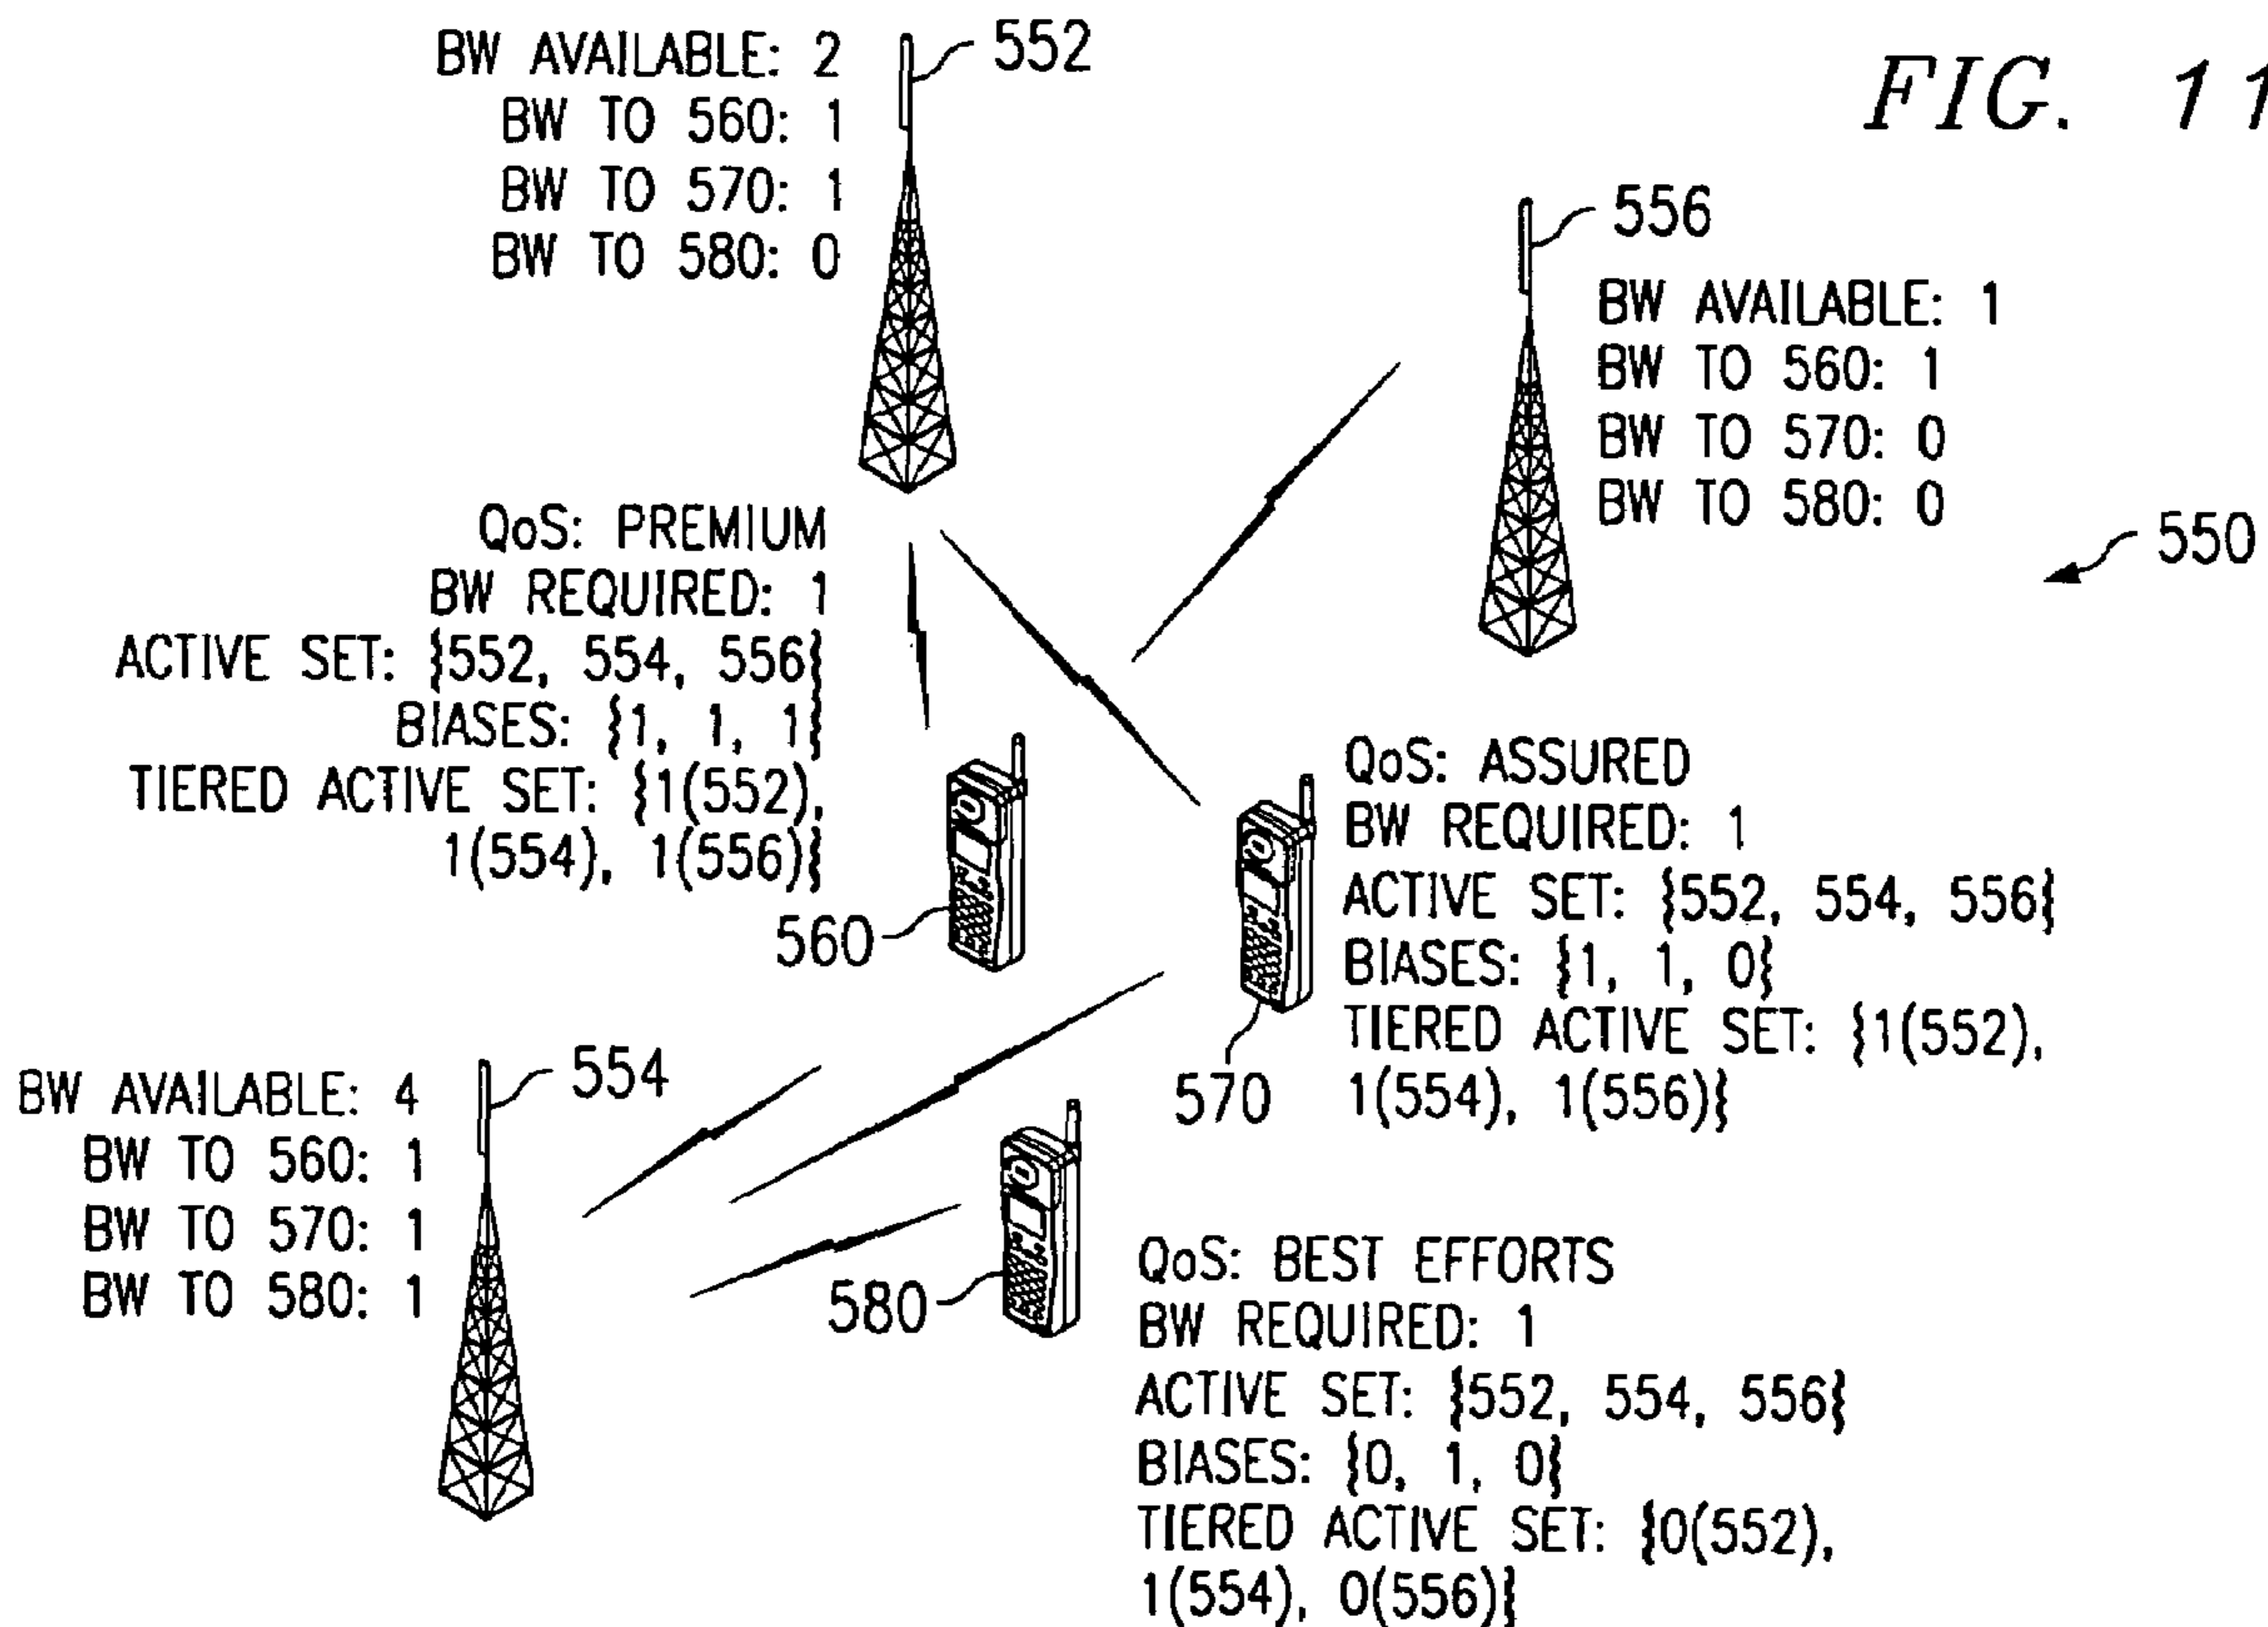 FIG. 11
BW AVAILABLE: 2
BW TO 560: 1
BW TO 570: 1
BW TO 580: 0
552
556
BW AVAILABLE: 1
BW TO 560: 1
BW TO 570: 0
BW TO 580: 0
550
QoS: PREMIUM
BW REQUIRED: 1
ACTIVE SET: {552, 554, 556}
BIASES: {1, 1, 1}
TIERED ACTIVE SET: {1(552),
1(554), 1(556)}
560
QoS: ASSURED
BW REQUIRED: 1
ACTIVE SET: {552, 554, 556}
BIASES: {1, 1, 0}
TIERED ACTIVE SET: {1(552),
1(554), 1(556)}
570
BW AVAILABLE: 4
BW TO 560: 1
BW TO 570: 1
BW TO 580: 1
554
580
QoS: BEST EFFORTS
BW REQUIRED: 1
ACTIVE SET: {552, 554, 556}
BIASES: {0, 1, 0}
TIERED ACTIVE SET: {0(552),
1(554), 0(556)}